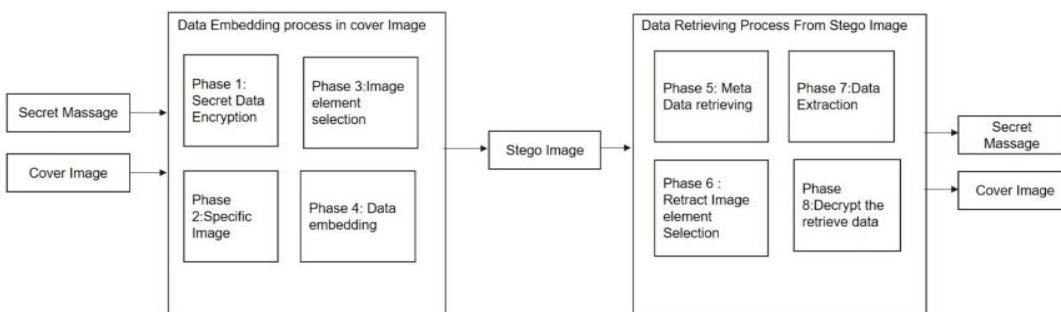 Data Embedding process in cover Image
Data Retrieving Process From Stego Image
Secret Massage
Cover Image
Phase 1:
Secret Data
Encryption
Phase 3:Image
element
selection
Phase
2:Specific
Image
Phase 4: Data
embedding
Stego Image
Phase 5: Meta
Data retrieving
Phase 7:Data
Extraction
Phase 6 :
Retract Image
element
Selection
Phase
8:Decrypt the
retrieve data
Secret
Massage
Cover Image